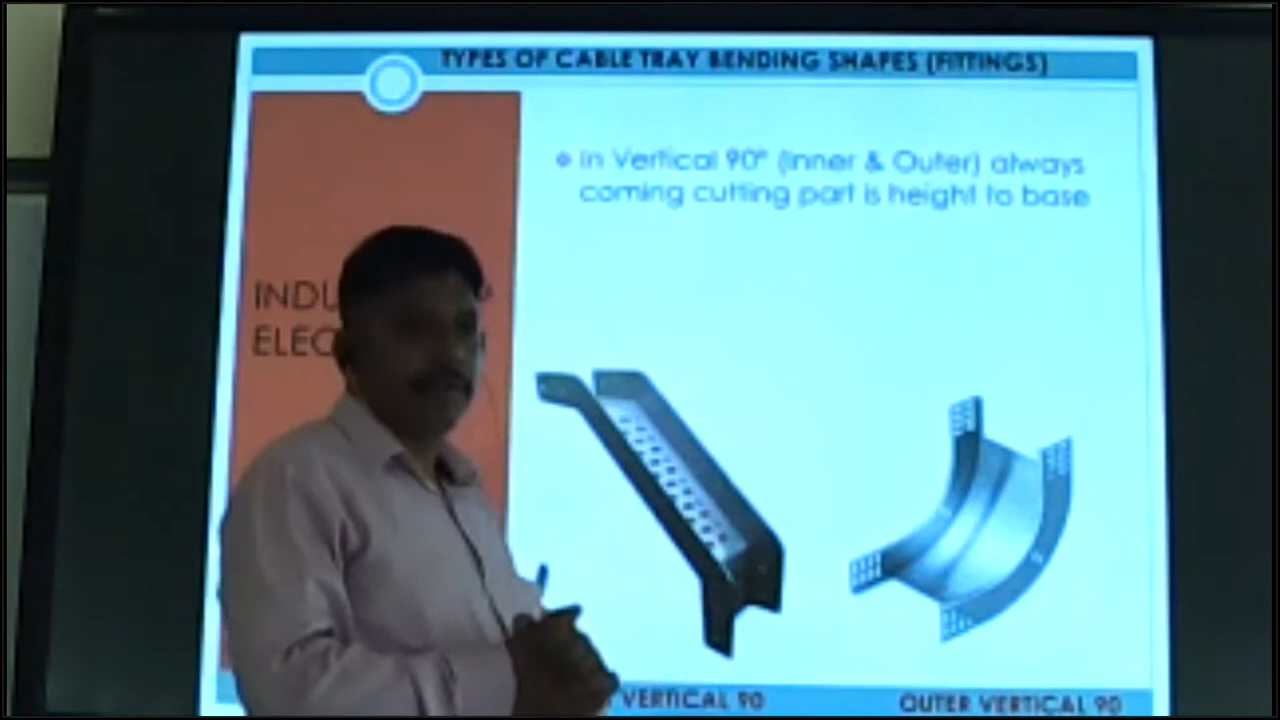 TYPES OF CABLE TRAY BENDING SHAPES (FITTINGS)
In Vertical 90° (Inner & Outer) always
coming cutting part is height to base
VERTICAL 90
OUTER VERTICAL 90